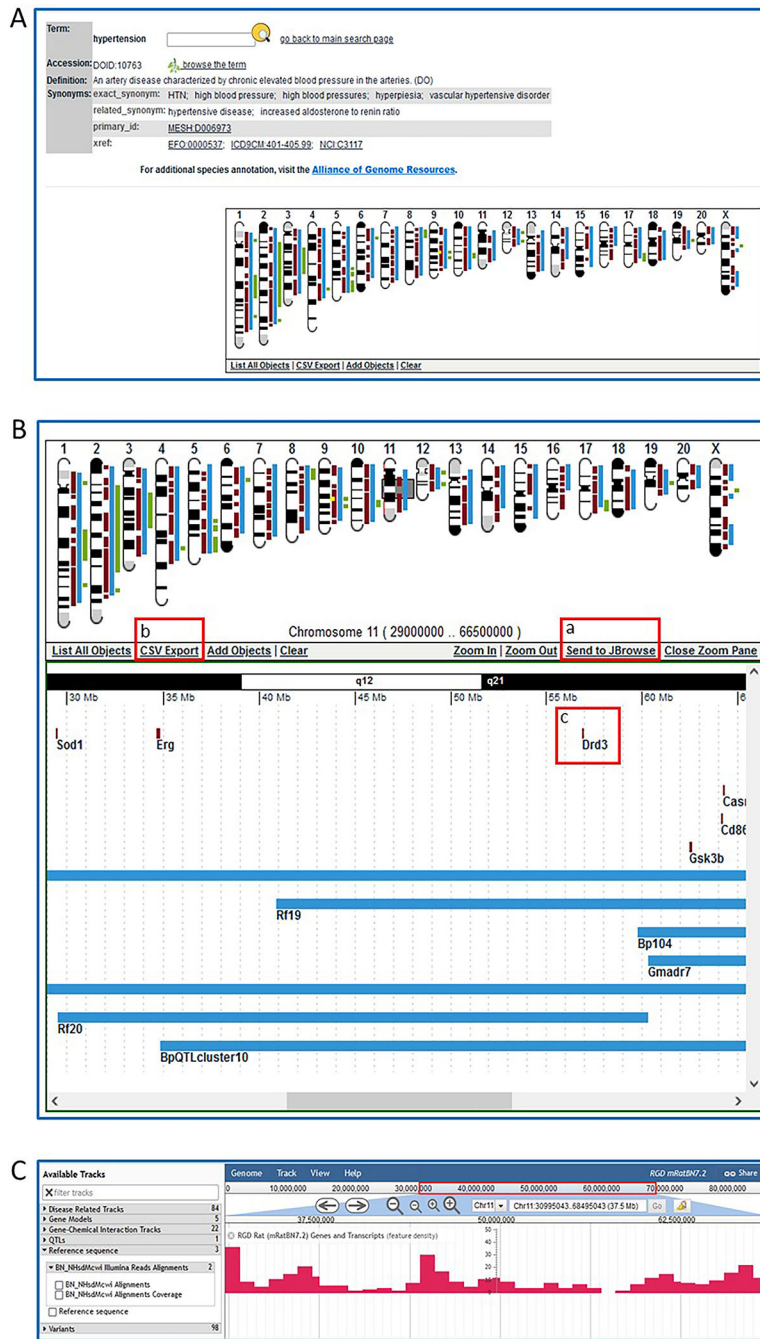 A
Term:
hypertension
go back to main search page
Accession: DOID:10763 browse the term
Definition: An artery disease characterized by chronic elevated blood pressure in the arteries. (DO)
Synonyms: exact_synonym: HTN; high blood pressure; high blood pressures; hyperpiesia; vascular hypertensive disorder
related_synonym: hypertensive disease; increased aldosterone to renin ratio
primary_id: MESH:D006973
xref: EFO:0000537; ICD9CM:401-405.99; NCI:C3117
For additional species annotation, visit the Alliance of Genome Resources.
1 2 3 4 5 6 7 8 9 10 11 12 13 14 15 16 17 18 19 20 X
List All Objects | CSV Export | Add Objects | Clear
B
1 2 3 4 5 6 7 8 9 10 11 12 13 14 15 16 17 18 19 20 X
b Chromosome 11 ( 29000000 .. 66500000 ) a
List All Objects | CSV Export | Add Objects | Clear Zoom In | Zoom Out | Send to JBrowse | Close Zoom Pane
q12 q21
30 Mb 35 Mb 40 Mb 45 Mb 50 Mb 55 Mb 60 Mb 6
c
Sod1 Erg Drd3
Casr
Cd86
Gsk3b
Rf19
Bp104
Gmadr7
Rf20
BpQTLcluster10
C
Available Tracks
Genome Track View Help RGD mRatBN7.2 Share
filter tracks
0 10,000,000 20,000,000 30,000,000 40,000,000 50,000,000 60,000,000 70,000,000 80,000,000
Disease Related Tracks 84
Gene Models 5
Gene-Chemical Interaction Tracks 22
QTLs 1
Reference sequence 3
Chr11 Chr11:30995043..68495043 (37.5 Mb) Go
37,500,000 50,000,000 62,500,000
BN_NHsdMcwi Illumina Reads Alignments 2
BN_NHsdMcwi Alignments
BN_NHsdMcwi Alignments Coverage
Reference sequence
Variants 98
RGD Rat (mRatBN7.2) Genes and Transcripts (feature density)
50
40
30
20
10
0